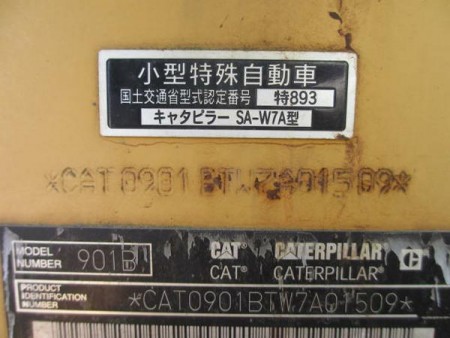 小型特殊自動車
国土交通省型式認定番号 特893
キャタピラー SA-W7A型
*CAT0901BTW7A01509*
MODEL NUMBER 901B
CAT CATERPILLAR
CAT® CATERPILLAR®
PRODUCT IDENTIFICATION NUMBER *CAT0901BTW7A01509*